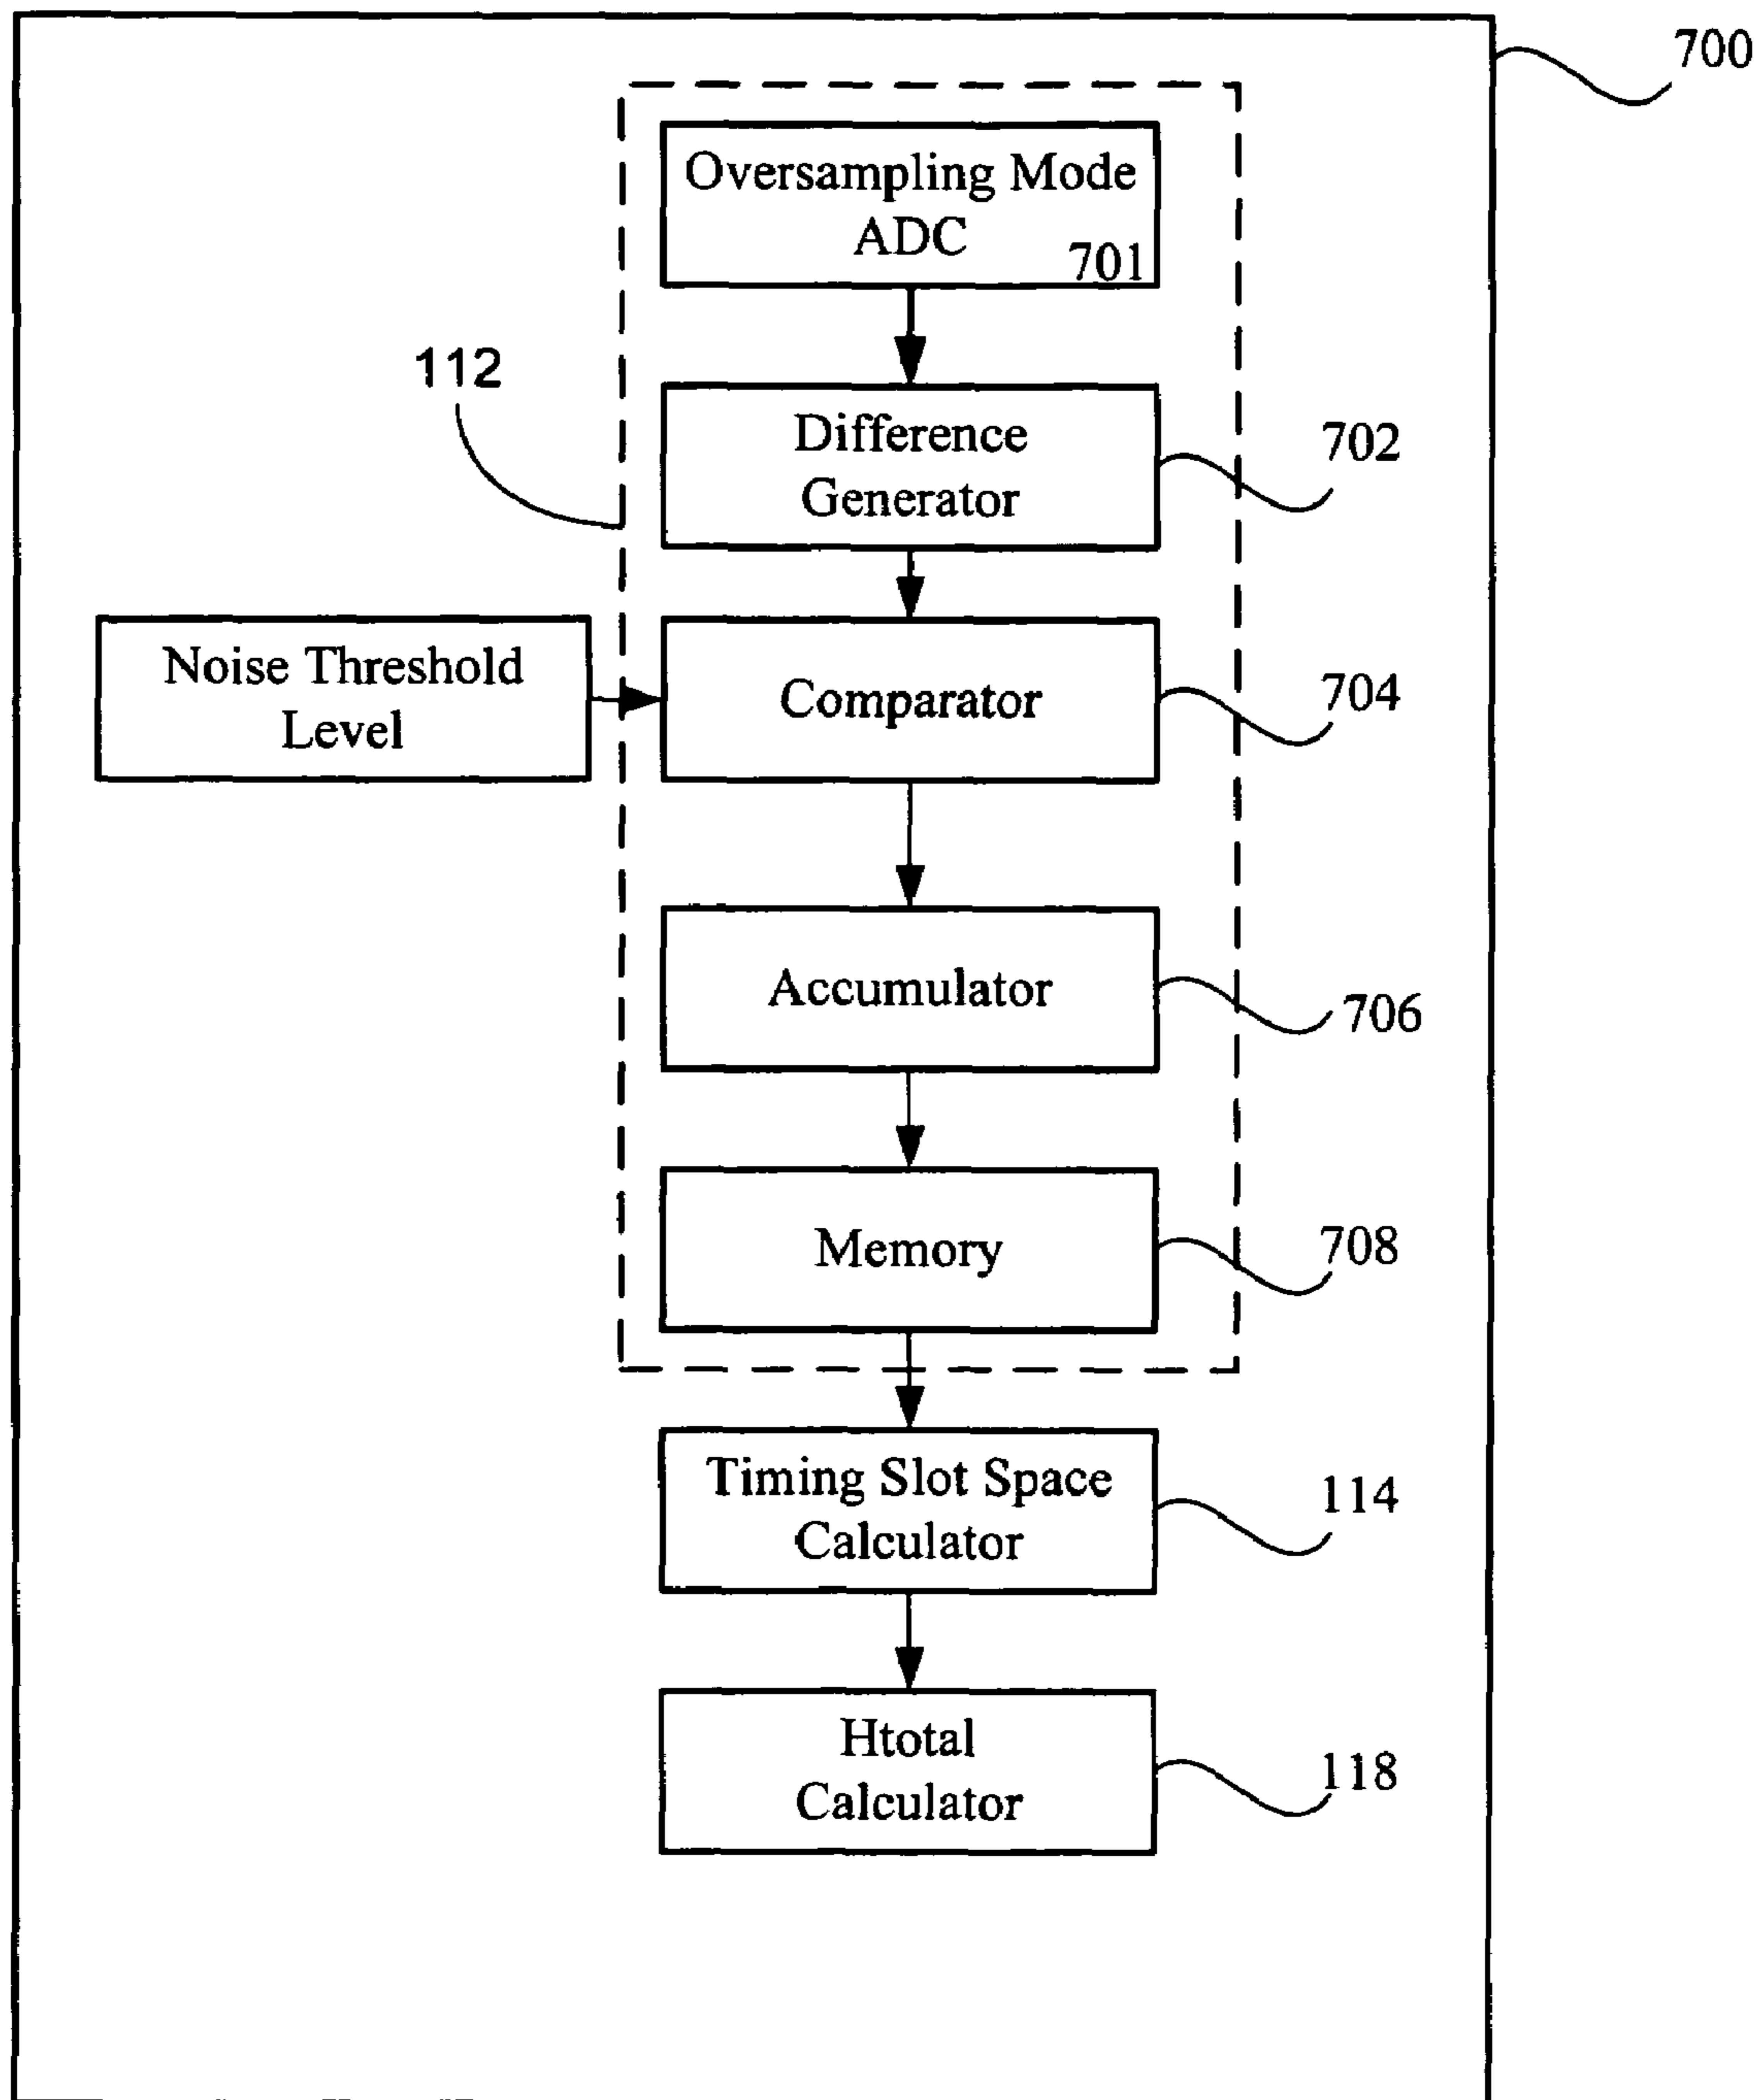 700
Oversampling Mode
ADC
701
112
Difference
Generator
702
Noise Threshold
Level
Comparator
704
Accumulator
706
Memory
708
Timing Slot Space
Calculator
114
Htotal
Calculator
118